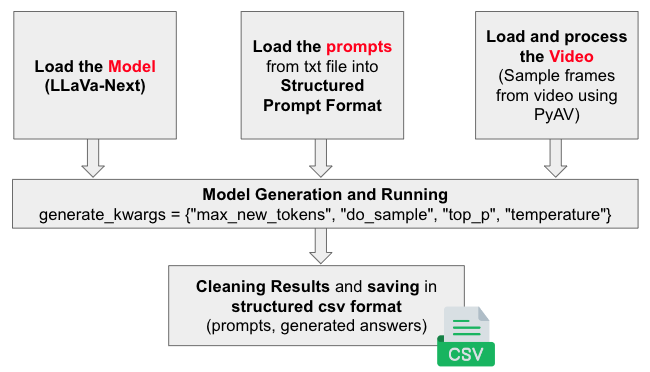 Load the Model
(LLaVa-Next)
Load the prompts
from txt file into
Structured
Prompt Format
Load and process
the Video
(Sample frames
from video using
PyAV)
Model Generation and Running
generate_kwargs = {"max_new_tokens", "do_sample", "top_p", "temperature"}
Cleaning Results and saving in
structured csv format
(prompts, generated answers)
CSV